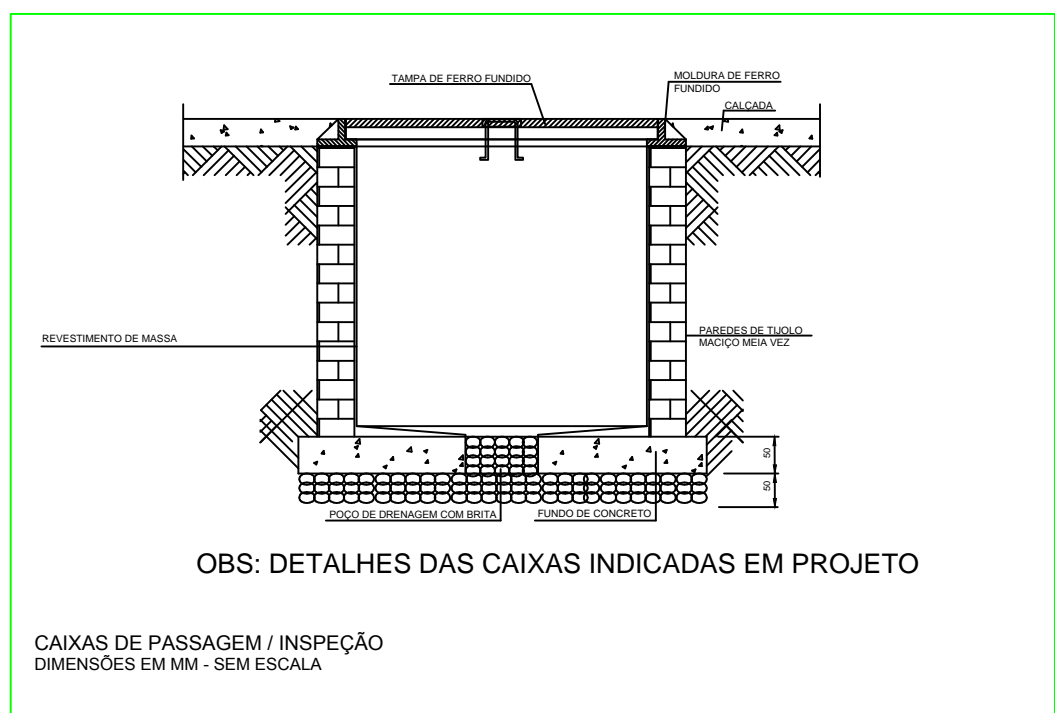 TAMPA DE FERRO FUNDIDO
MOLDURA DE FERRO
FUNDIDO
CALÇADA
REVESTIMENTO DE MASSA
PAREDES DE TIJOLO
MACIÇO MEIA VEZ
50
50
POÇO DE DRENAGEM COM BRITA
FUNDO DE CONCRETO
OBS: DETALHES DAS CAIXAS INDICADAS EM PROJETO
CAIXAS DE PASSAGEM / INSPEÇÃO
DIMENSÕES EM MM - SEM ESCALA